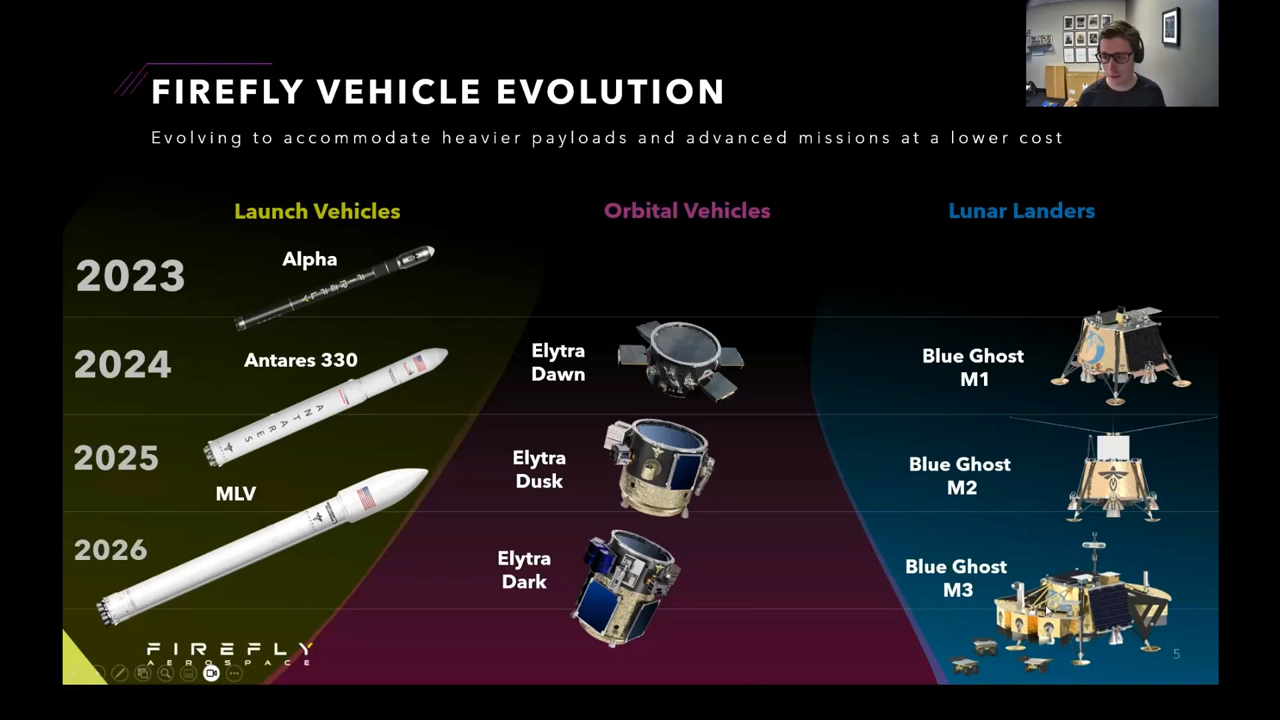 FIREFLY VEHICLE EVOLUTION
Evolving to accommodate heavier payloads and advanced missions at a lower cost
Launch Vehicles
Orbital Vehicles
Lunar Landers
2023
Alpha
2024
Antares 330
ANTARES
Elytra
Dawn
Blue Ghost
M1
2025
MLV
Elytra
Dusk
Blue Ghost
M2
2026
Elytra
Dark
Blue Ghost
M3
FIREFLY
AEROSPACE
5